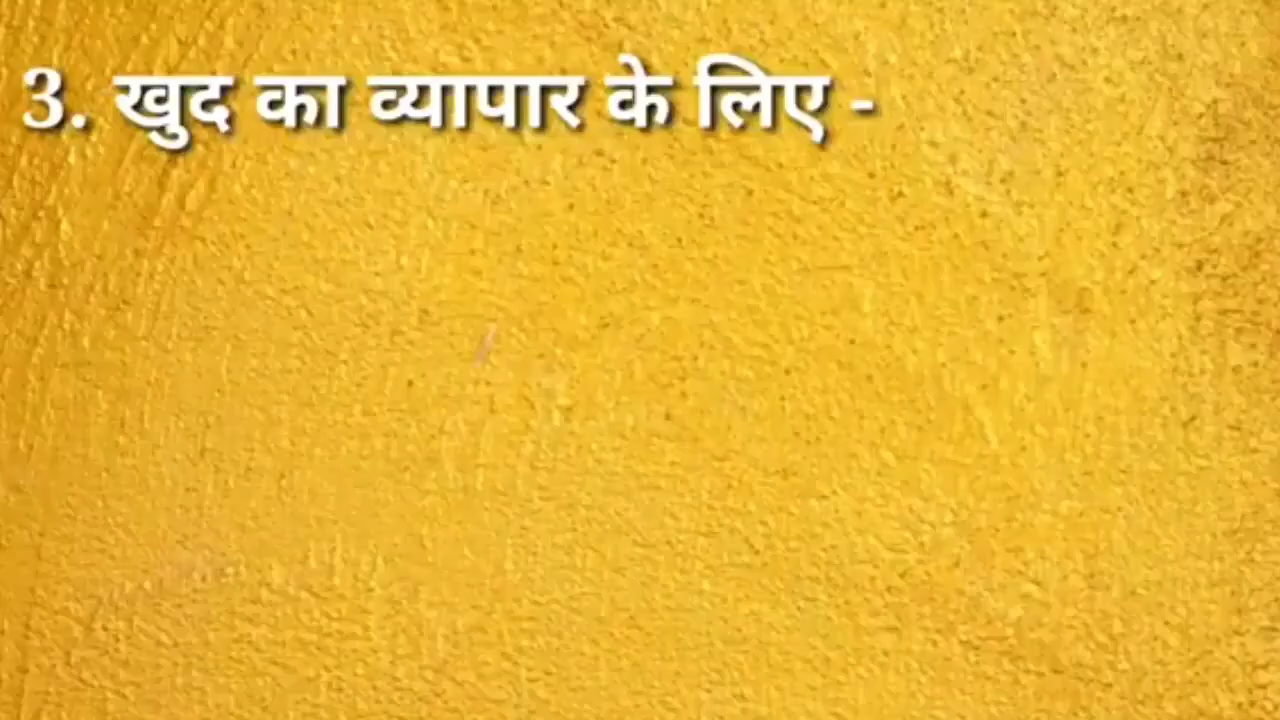 3. खुद का व्यापार के लिए -